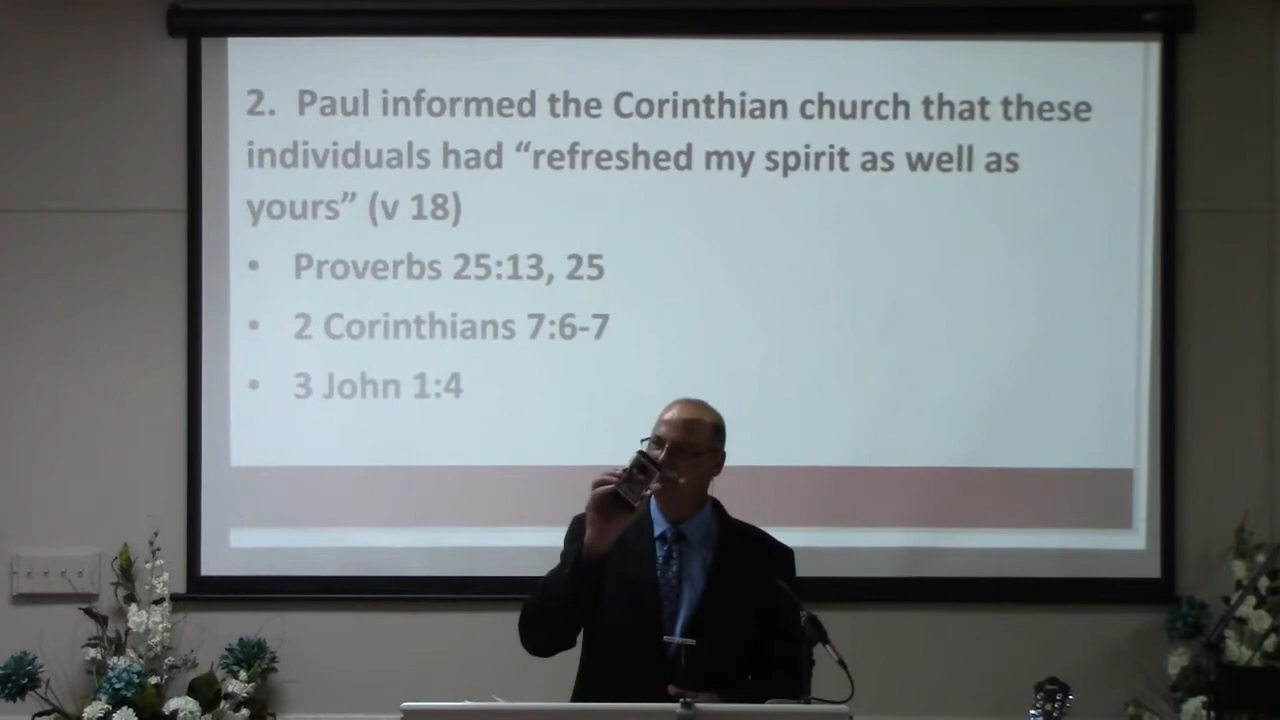 2. Paul informed the Corinthian church that these
individuals had “refreshed my spirit as well as
yours” (v 18)
• Proverbs 25:13, 25
• 2 Corinthians 7:6-7
• 3 John 1:4